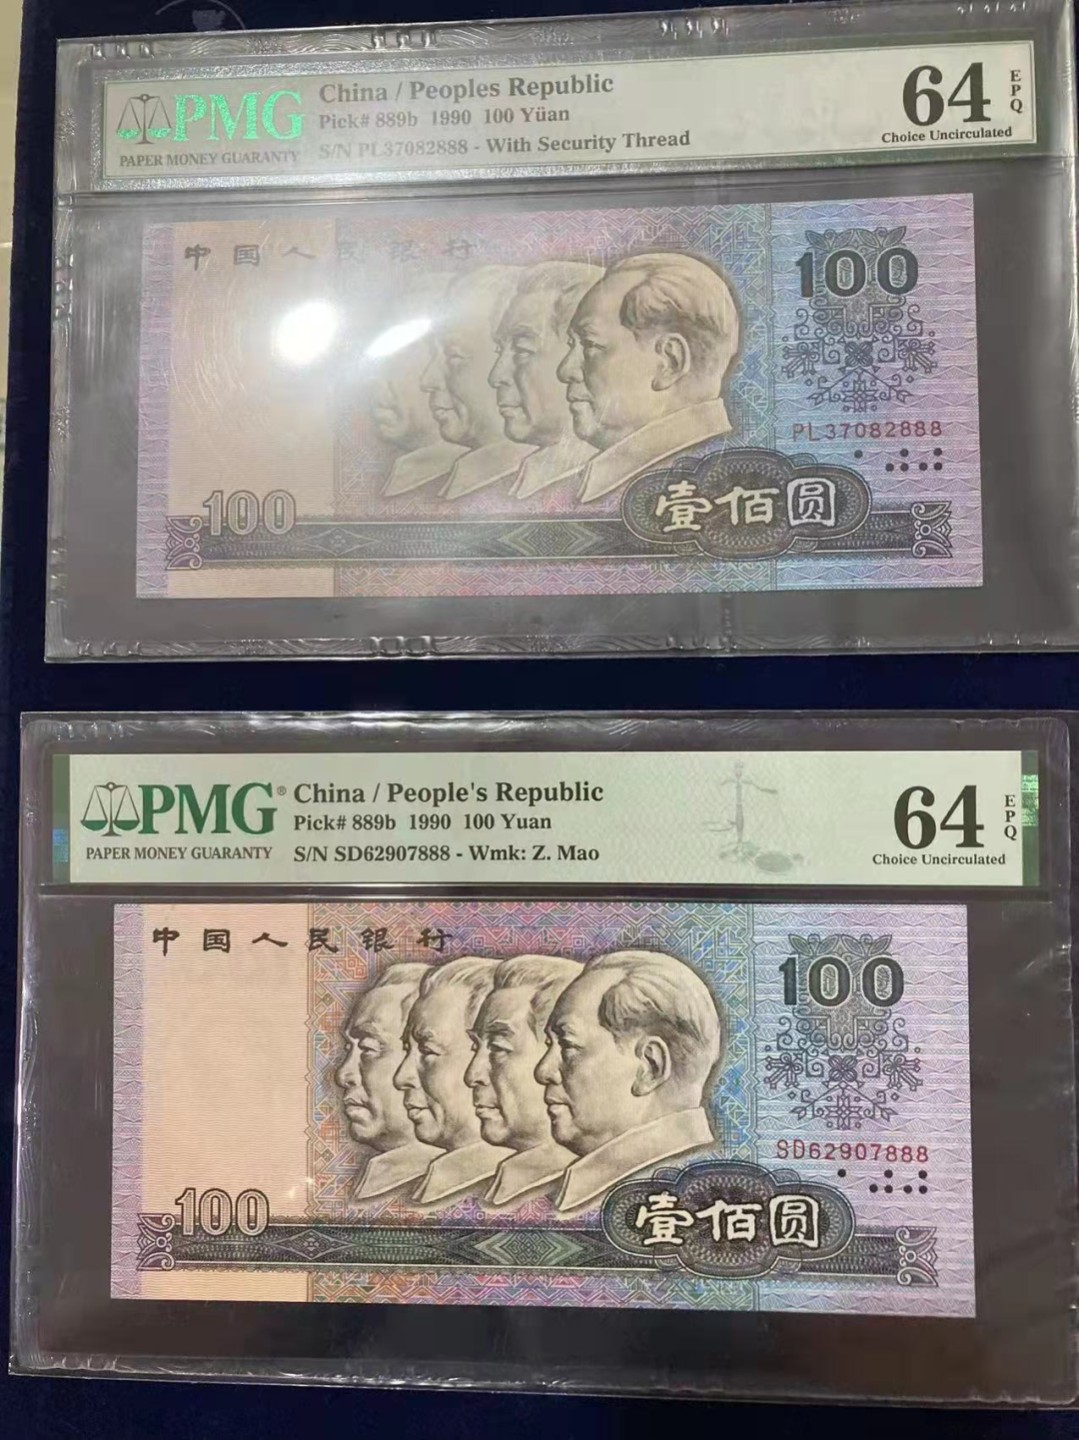 PMG
PAPER MONEY GUARANTY
China / Peoples Republic
Pick# 889b 1990 100 Yüan
S/N PL37082888 - With Security Thread
64
EPQ
Choice Uncirculated
中国人民银行
100
PL37082888
100
壹佰圆
PMG®
PAPER MONEY GUARANTY
China / People's Republic
Pick# 889b 1990 100 Yuan
S/N SD62907888 - Wmk: Z. Mao
64
EPQ
Choice Uncirculated
中国人民银行
100
SD62907888
100
壹佰圆